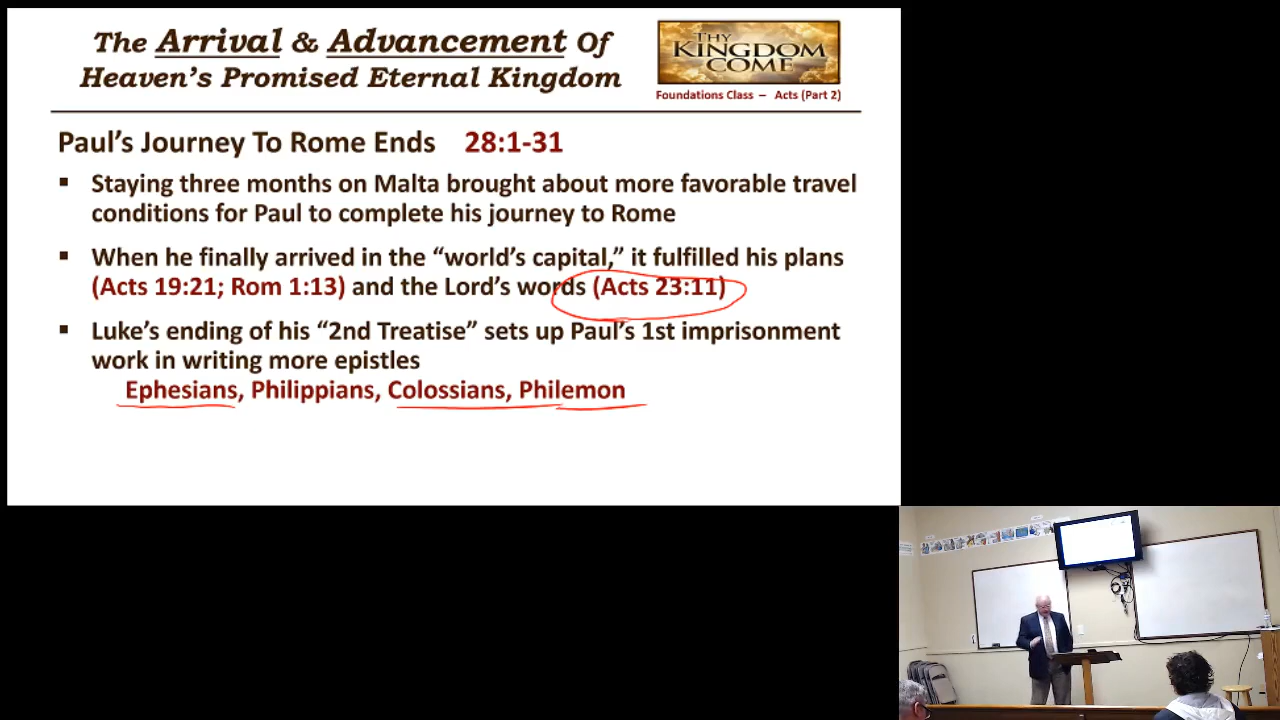 The Arrival & Advancement Of
Heaven's Promised Eternal Kingdom
THY
KINGDOM
COME
Foundations Class – Acts (Part 2)
Paul's Journey To Rome Ends 28:1-31
▪ Staying three months on Malta brought about more favorable travel
conditions for Paul to complete his journey to Rome
▪ When he finally arrived in the “world's capital,” it fulfilled his plans
(Acts 19:21; Rom 1:13) and the Lord's words (Acts 23:11)
▪ Luke's ending of his “2nd Treatise” sets up Paul's 1st imprisonment
work in writing more epistles
Ephesians, Philippians, Colossians, Philemon